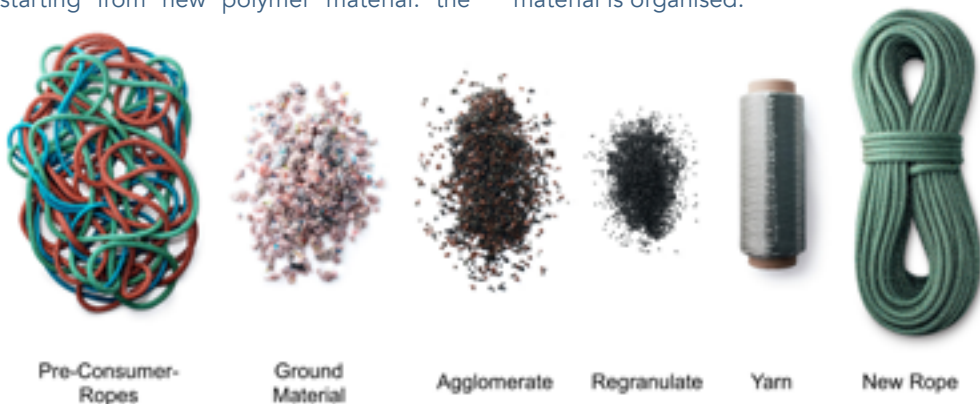 starting from new polymer material: the
material is organised.
Pre-Consumer-
Ropes
Ground
Material
Agglomerate
Regranulate
Yarn
New Rope